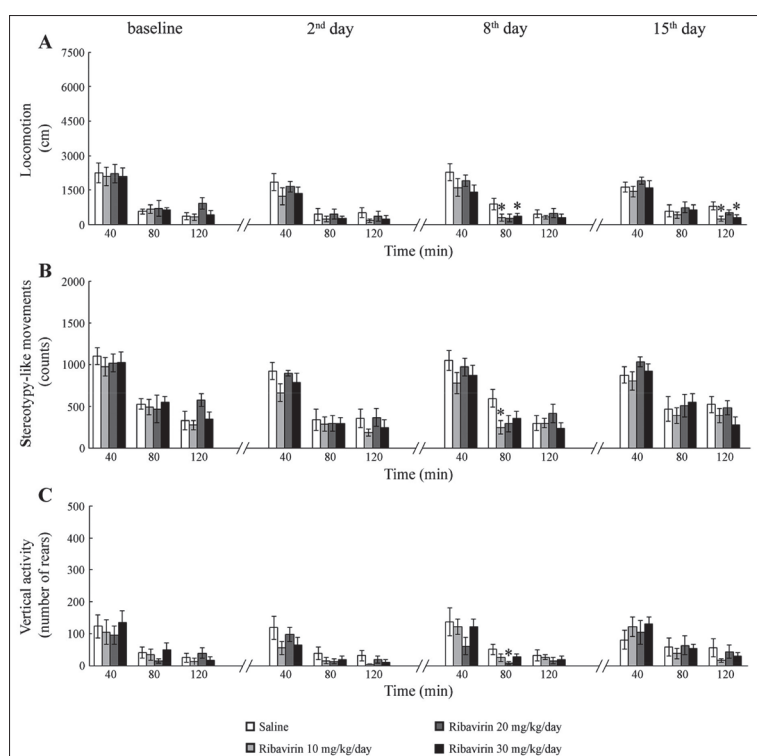 baseline 2nd day 8th day 15th day
A
Locomotion
(cm)
7500
6000
4500
3000
1500
0
* * * *
40 80 120 // 40 80 120 // 40 80 120 // 40 80 120
Time (min)
B
Stereotypy-like movements
(counts)
2000
1500
1000
500
0
*
40 80 120 // 40 80 120 // 40 80 120 // 40 80 120
Time (min)
C
Vertical activity
(number of rears)
500
400
300
200
100
0
*
40 80 120 // 40 80 120 // 40 80 120 // 40 80 120
Time (min)
Saline Ribavirin 20 mg/kg/day
Ribavirin 10 mg/kg/day Ribavirin 30 mg/kg/day